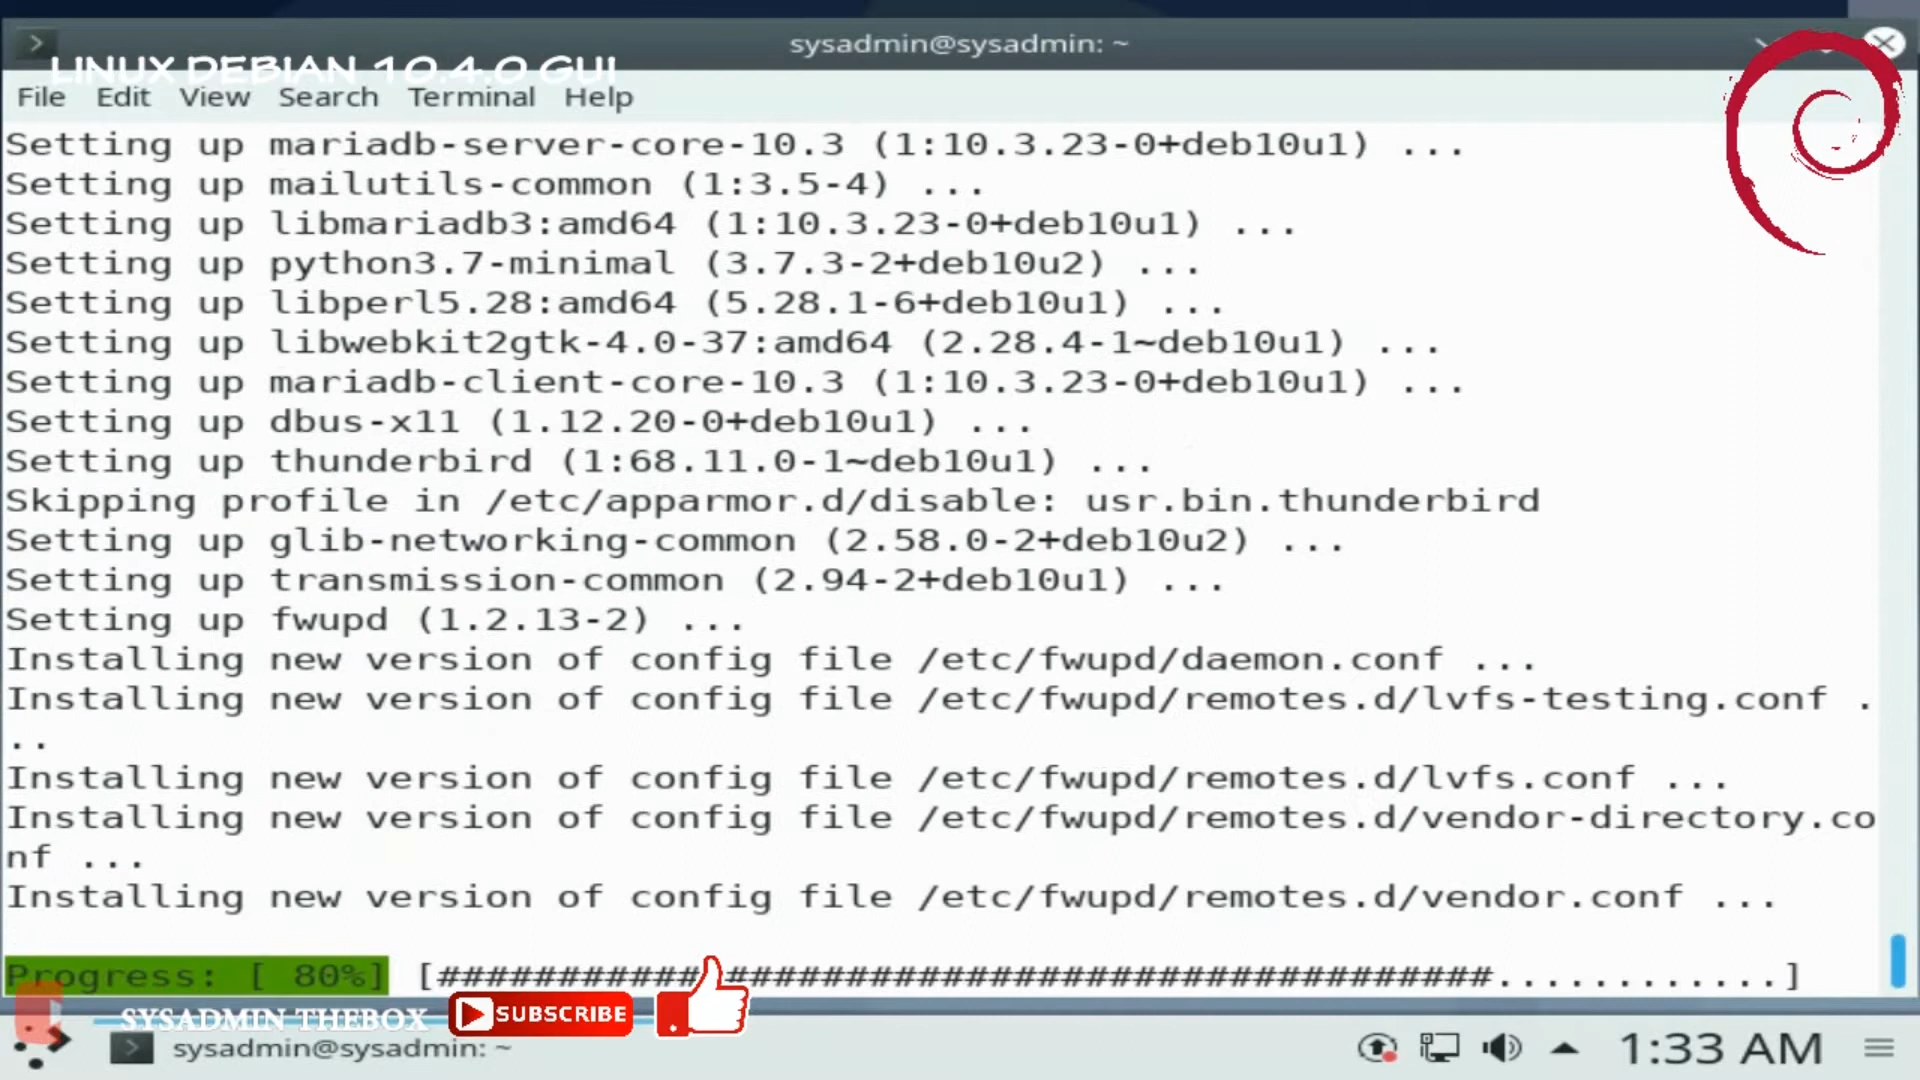 sysadmin@sysadmin: ~
LINUX DEBIAN 10.4.0 GUI
File Edit View Search Terminal Help
Setting up mariadb-server-core-10.3 (1:10.3.23-0+deb10u1) ...
Setting up mailutils-common (1:3.5-4) ...
Setting up libmariadb3:amd64 (1:10.3.23-0+deb10u1) ...
Setting up python3.7-minimal (3.7.3-2+deb10u2) ...
Setting up libperl5.28:amd64 (5.28.1-6+deb10u1) ...
Setting up libwebkit2gtk-4.0-37:amd64 (2.28.4-1~deb10u1) ...
Setting up mariadb-client-core-10.3 (1:10.3.23-0+deb10u1) ...
Setting up dbus-x11 (1.12.20-0+deb10u1) ...
Setting up thunderbird (1:68.11.0-1~deb10u1) ...
Skipping profile in /etc/apparmor.d/disable: usr.bin.thunderbird
Setting up glib-networking-common (2.58.0-2+deb10u2) ...
Setting up transmission-common (2.94-2+deb10u1) ...
Setting up fwupd (1.2.13-2) ...
Installing new version of config file /etc/fwupd/daemon.conf ...
Installing new version of config file /etc/fwupd/remotes.d/lvfs-testing.conf .
..
Installing new version of config file /etc/fwupd/remotes.d/lvfs.conf ...
Installing new version of config file /etc/fwupd/remotes.d/vendor-directory.co
nf ...
Installing new version of config file /etc/fwupd/remotes.d/vendor.conf ...
Progress: [ 80%] [############################################............]
SYSADMIN THEBOX SUBSCRIBE
sysadmin@sysadmin: ~ 1:33 AM